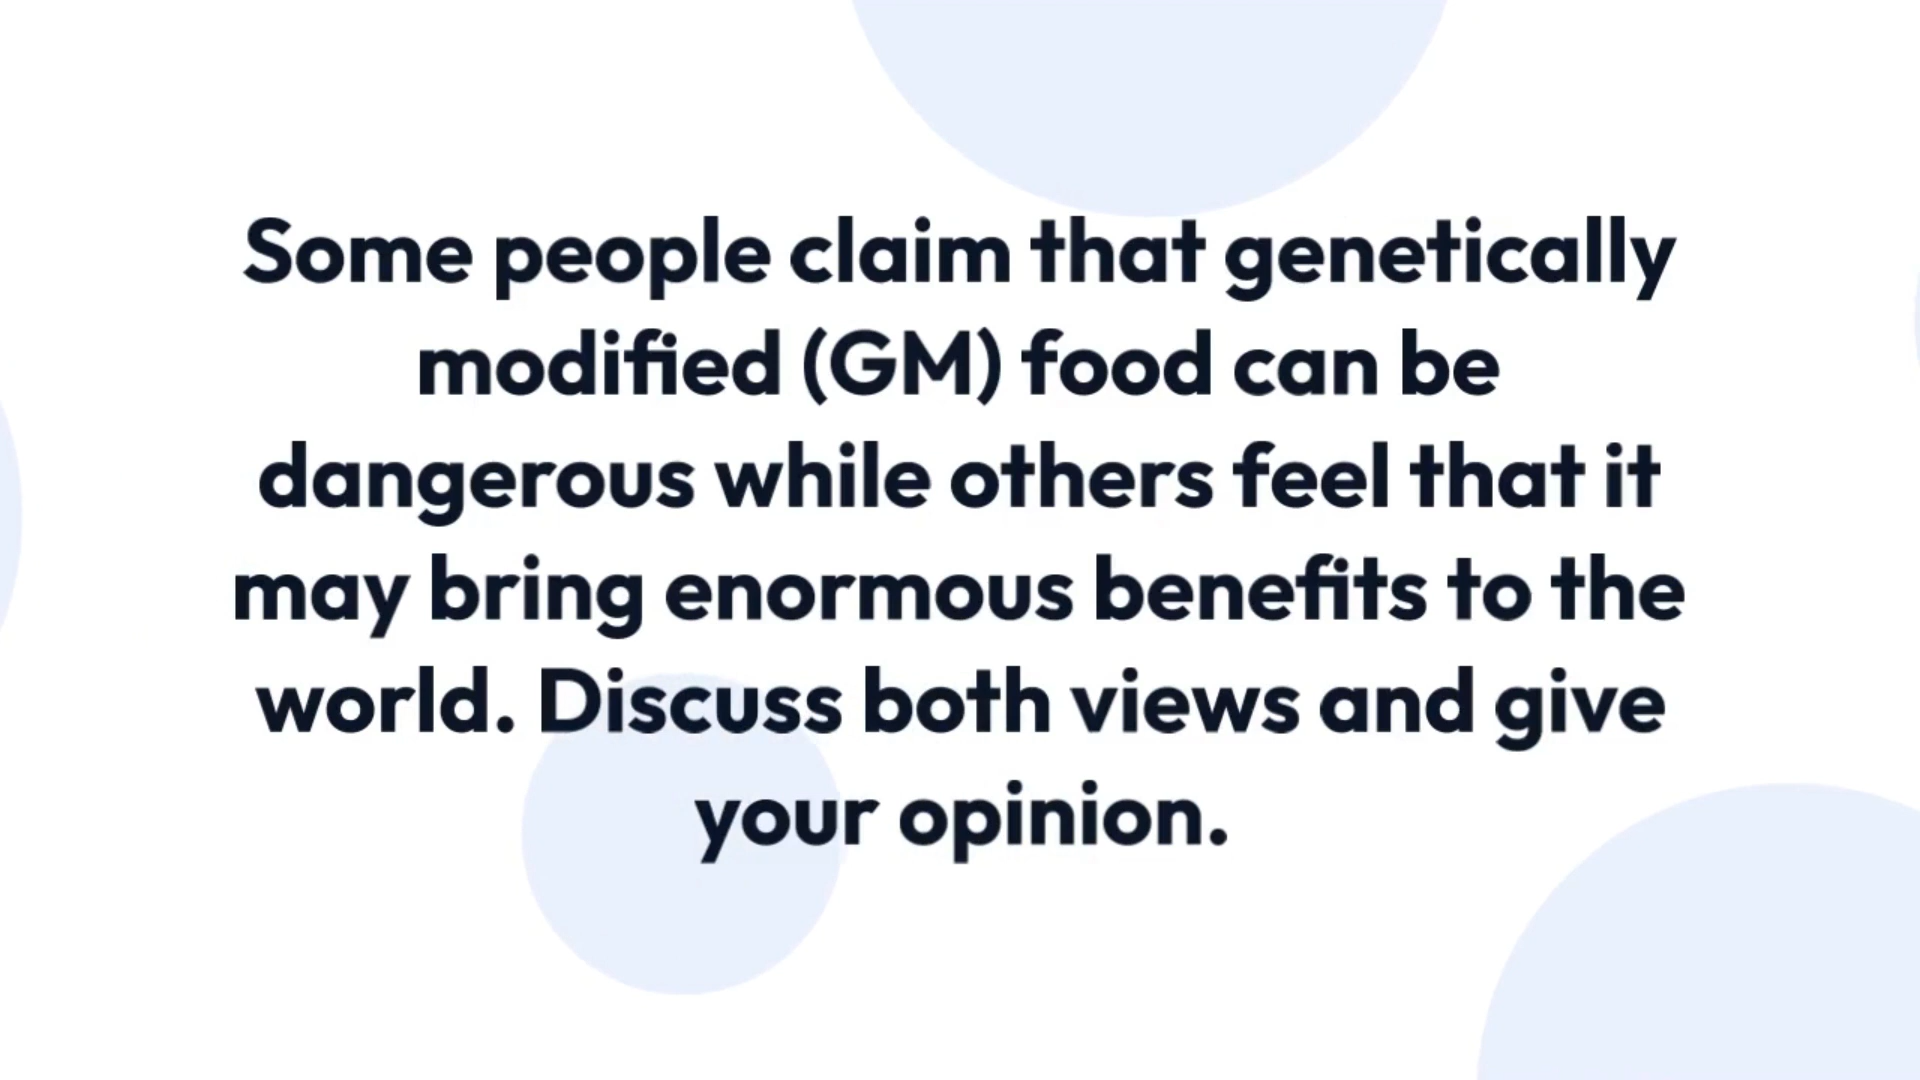 Some people claim that genetically
modified (GM) food can be
dangerous while others feel that it
may bring enormous benefits to the
world. Discuss both views and give
your opinion.